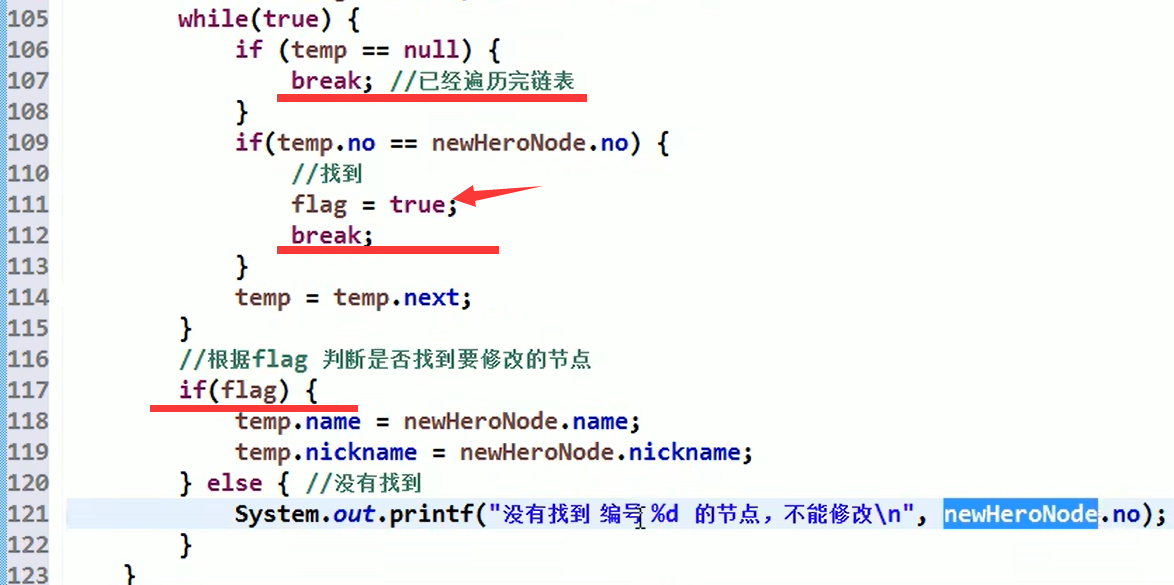 105 while(true) {
106 if (temp == null) {
107 break; //已经遍历完链表
108 }
109 if(temp.no == newHeroNode.no) {
110 //找到
111 flag = true;
112 break;
113 }
114 temp = temp.next;
115 }
116 //根据flag 判断是否找到要修改的节点
117 if(flag) {
118 temp.name = newHeroNode.name;
119 temp.nickname = newHeroNode.nickname;
120 } else { //没有找到
121 System.out.printf("没有找到 编号 %d 的节点，不能修改\n", newHeroNode.no);
122 }
123 }